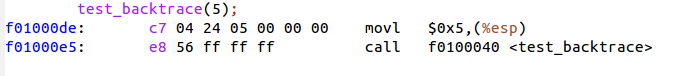 test_backtrace(5);
f01000de: c7 04 24 05 00 00 00 movl $0x5,(%esp)
f01000e5: e8 56 ff ff ff call f0100040 <test_backtrace>